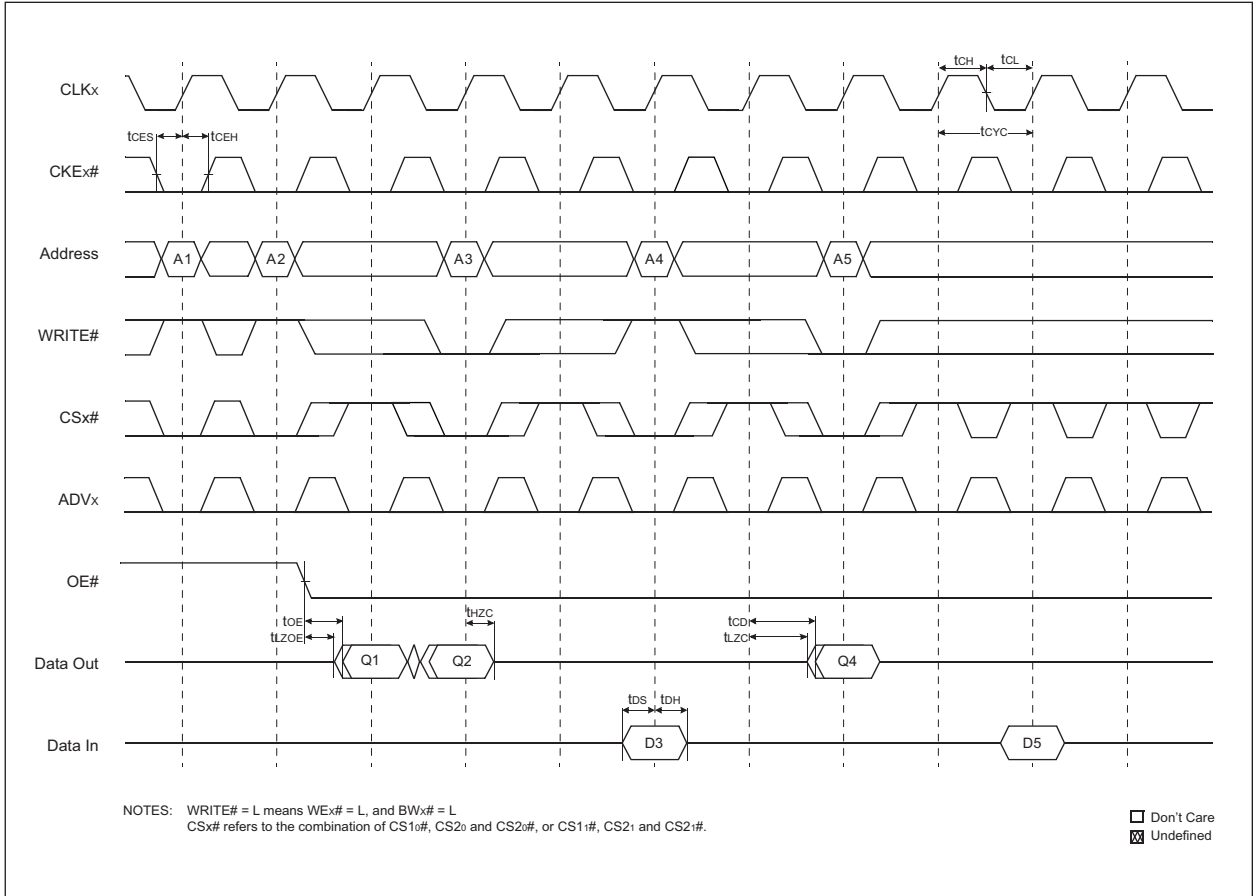 tCH tCL
CLKx
tCES tCEH tCYC
CKEx#
Address A1 A2 A3 A4 A5
WRITE#
CSx#
ADVx
OE#
tOE tHZC tCD
tLZOE tLZC
Data Out Q1 Q2 Q4
tDS tDH
Data In D3 D5
NOTES: WRITE# = L means WEx# = L, and BWx# = L
CSx# refers to the combination of CS10#, CS20 and CS20#, or CS11#, CS21 and CS21#.
Don't Care
Undefined